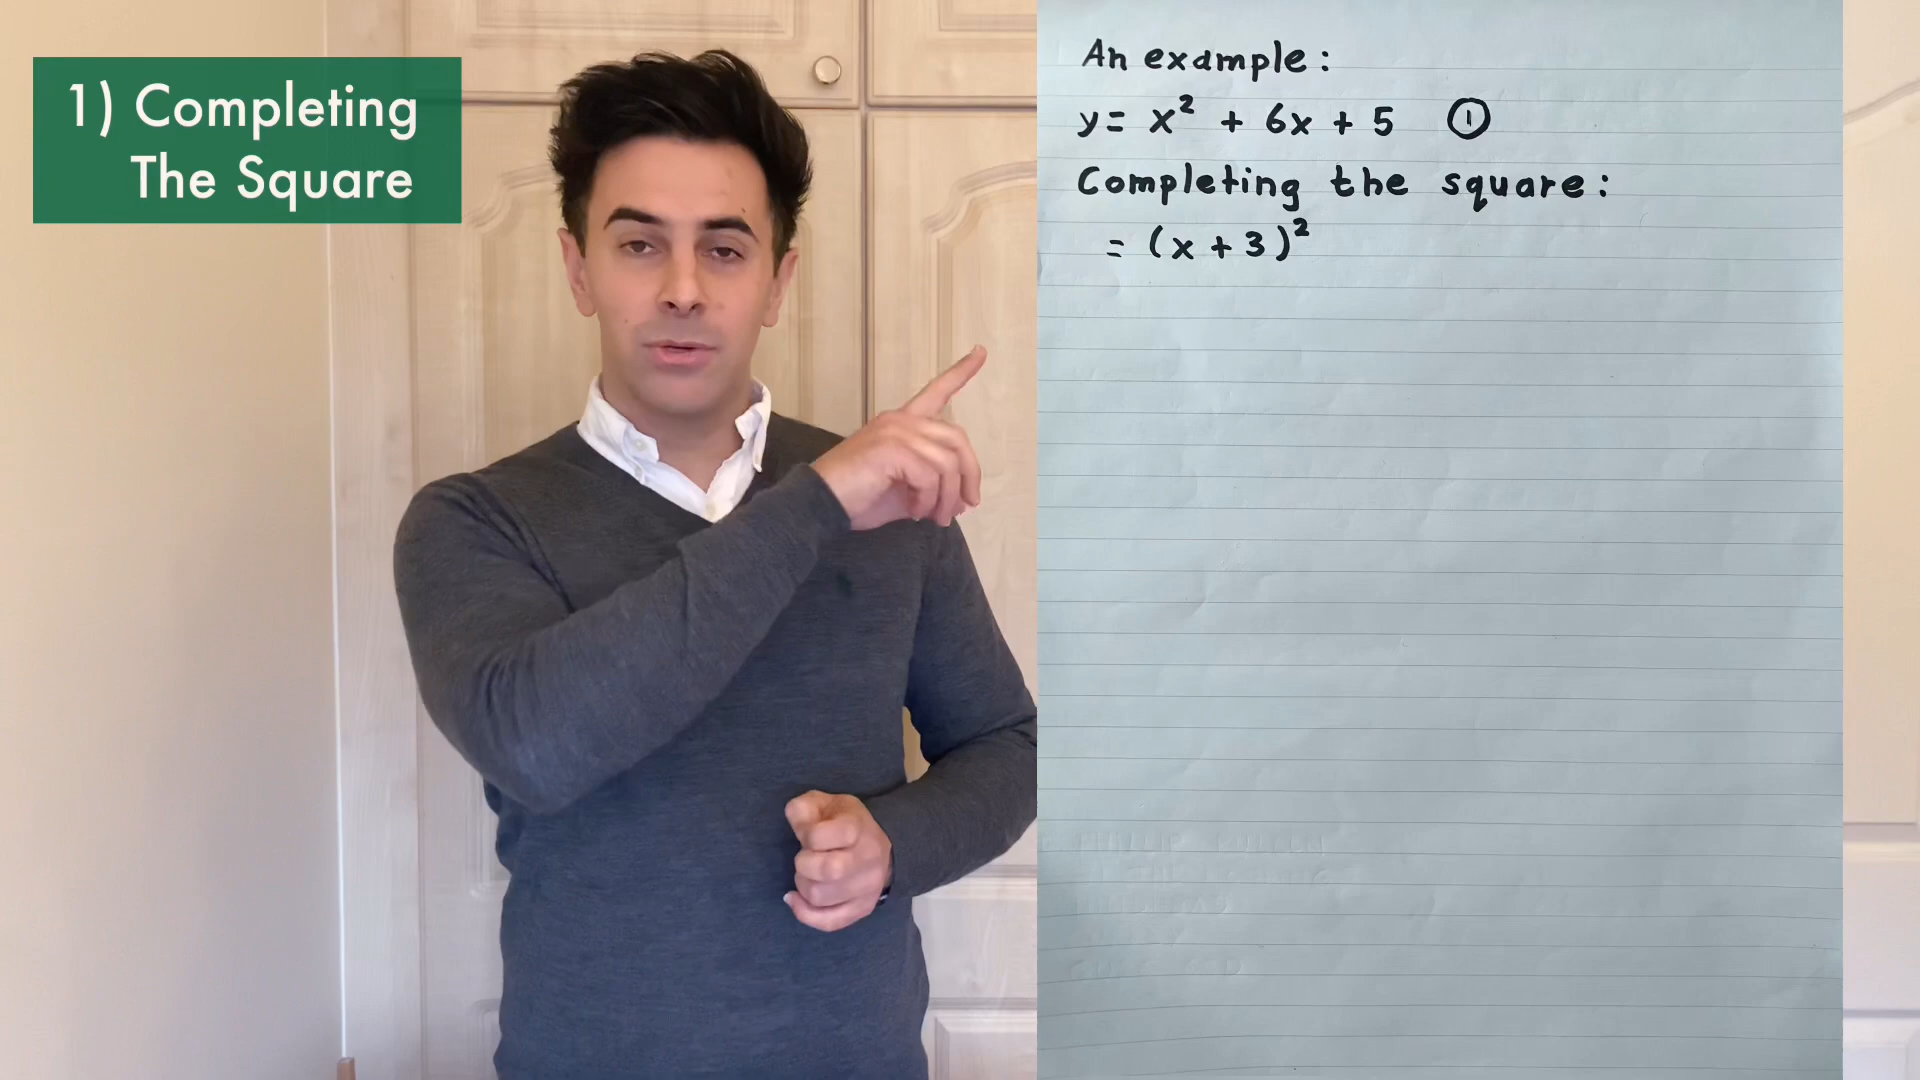 1) Completing
The Square
An example:
y = x² + 6x + 5 ①
Completing the square:
= (x + 3)²